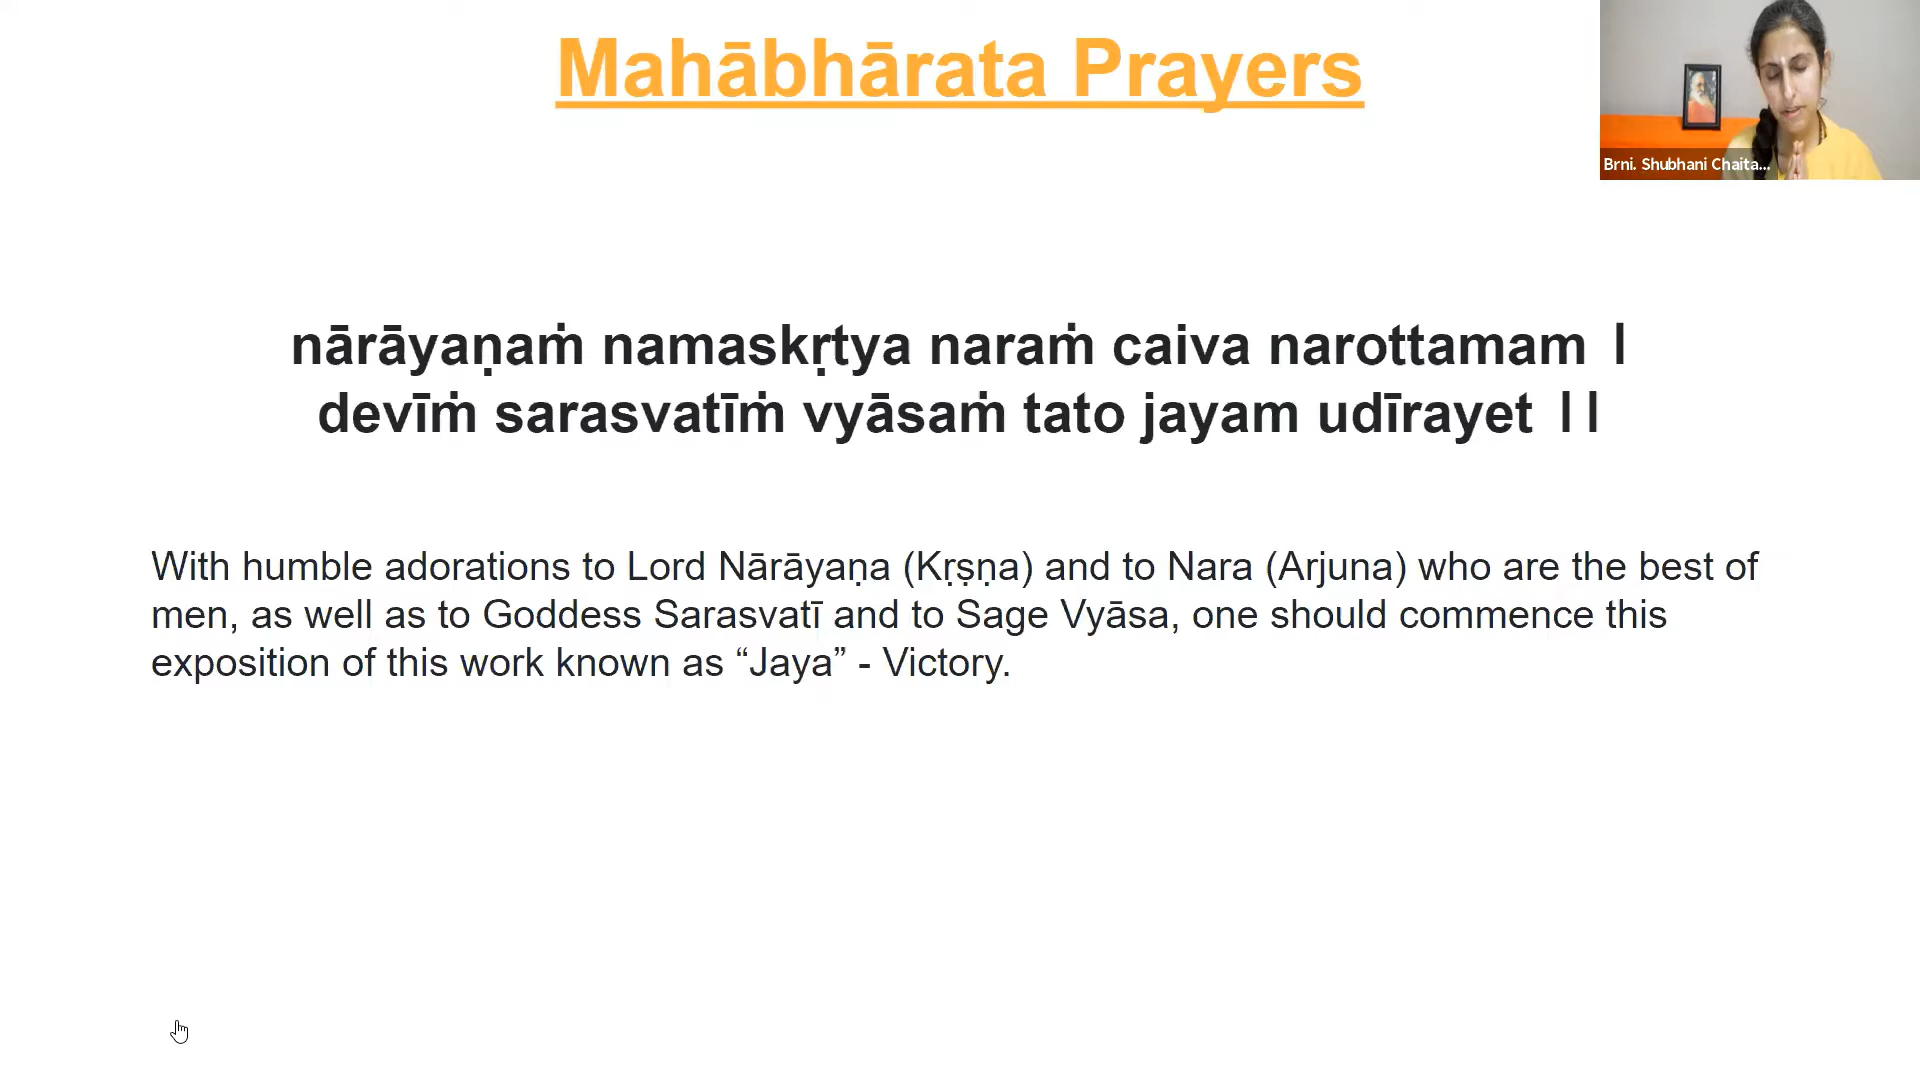 Mahābhārata Prayers
Brni. Shubhani Chaita...
nārāyaṇaṁ namaskṛtya naraṁ caiva narottamam |
devīṁ sarasvatīṁ vyāsaṁ tato jayam udīrayet ||
With humble adorations to Lord Nārāyaṇa (Kṛṣṇa) and to Nara (Arjuna) who are the best of
men, as well as to Goddess Sarasvatī and to Sage Vyāsa, one should commence this
exposition of this work known as “Jaya” - Victory.